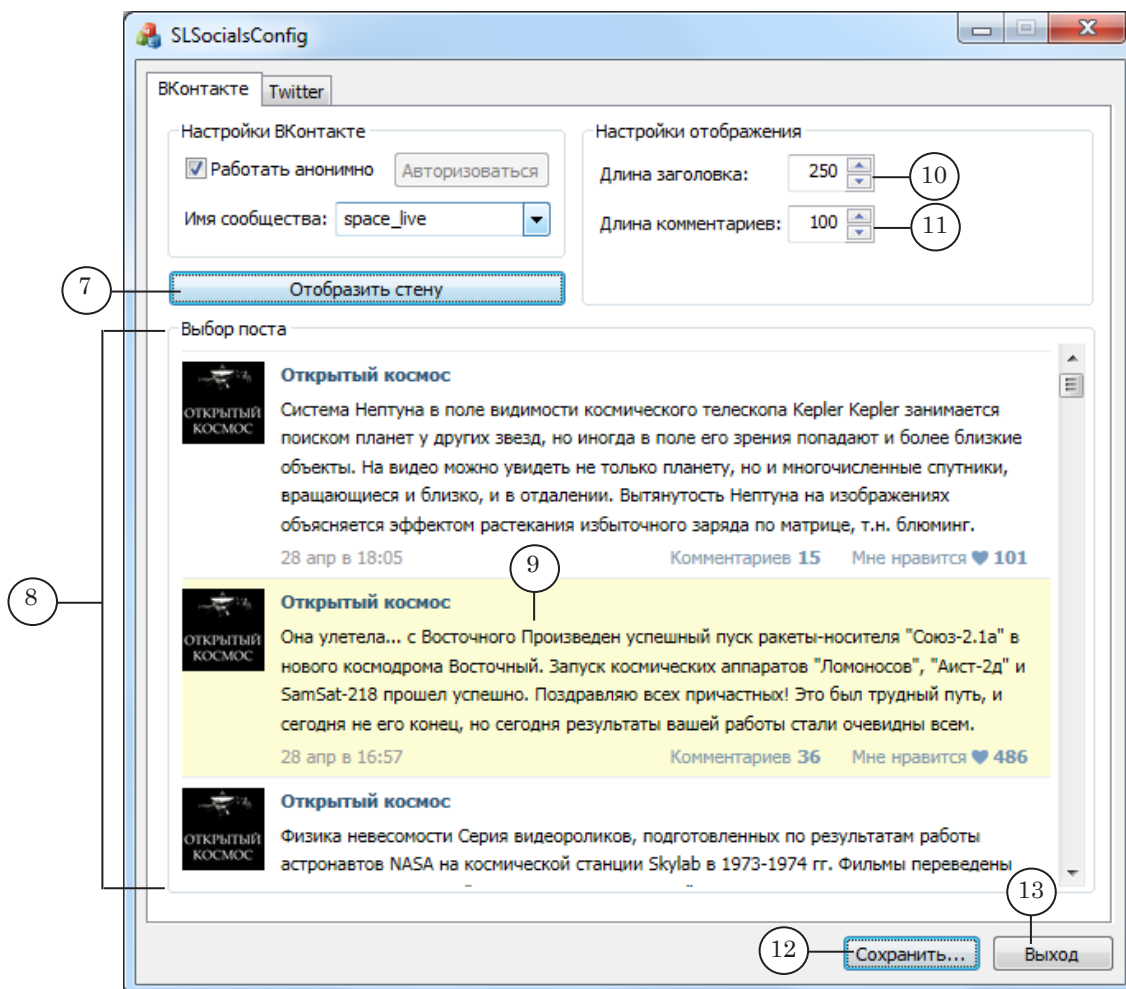 SLSocialsConfig
ВКонтакте Twitter
Настройки ВКонтакте
Работать анонимно Авторизоваться
Имя сообщества: space_live
Настройки отображения
Длина заголовка: 250 10
Длина комментариев: 100 11
7 Отобразить стену
8
Выбор поста
ОТКРЫТЫЙ
КОСМОС
Открытый космос
Система Нептуна в поле видимости космического телескопа Kepler Kepler занимается
поиском планет у других звезд, но иногда в поле его зрения попадают и более близкие
объекты. На видео можно увидеть не только планету, но и многочисленные спутники,
вращающиеся и близко, и в отдалении. Вытянутость Нептуна на изображениях
объясняется эффектом растекания избыточного заряда по матрице, т.н. блюминг.
28 апр в 18:05 Комментариев 15 Мне нравится 101
9
ОТКРЫТЫЙ
КОСМОС
Открытый космос
Она улетела... с Восточного Произведен успешный пуск ракеты-носителя "Союз-2.1а" в
нового космодрома Восточный. Запуск космических аппаратов "Ломоносов", "Аист-2д" и
SamSat-218 прошел успешно. Поздравляю всех причастных! Это был трудный путь, и
сегодня не его конец, но сегодня результаты вашей работы стали очевидны всем.
28 апр в 16:57 Комментариев 36 Мне нравится 486
ОТКРЫТЫЙ
КОСМОС
Открытый космос
Физика невесомости Серия видеороликов, подготовленных по результатам работы
астронавтов NASA на космической станции Skylab в 1973-1974 гг. Фильмы переведены
12 Сохранить... 13 Выход